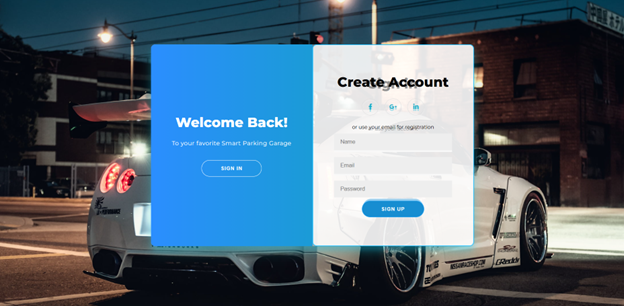 Welcome Back!
To your favorite Smart Parking Garage
SIGN IN
Create Account
f
G+
in
or use your email for registration
Name
Email
Password
SIGN UP
GReddy